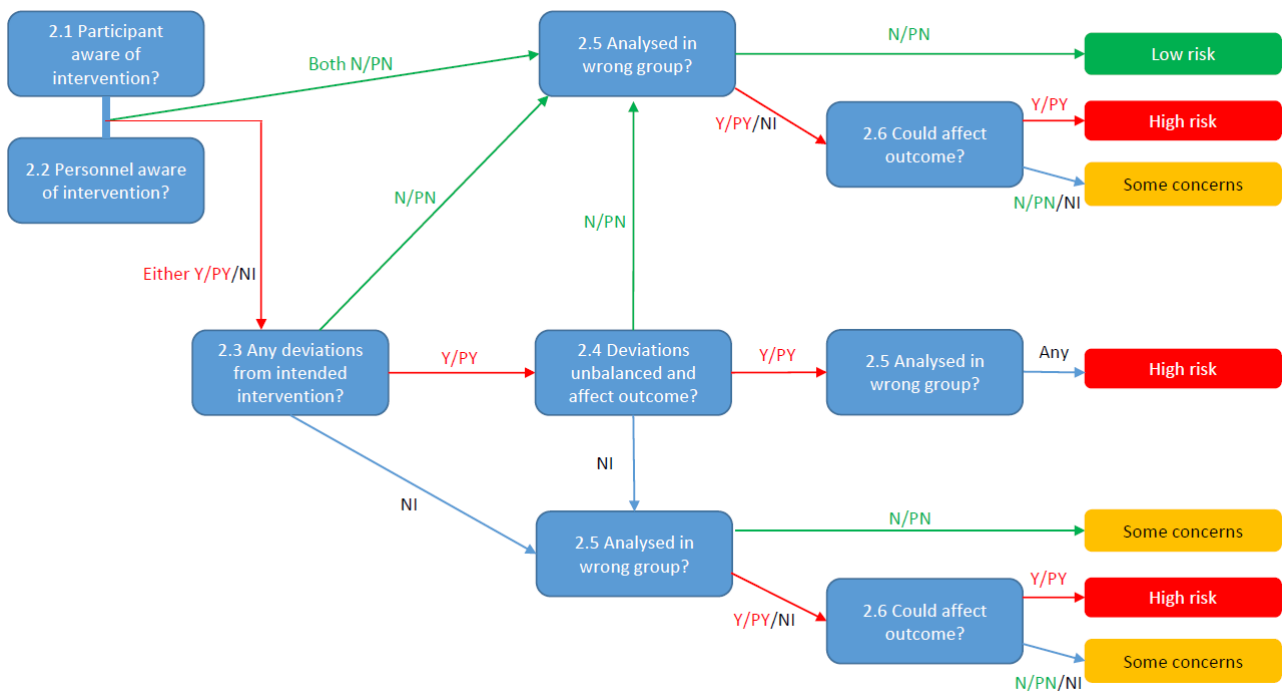 2.1 Participant
aware of
intervention?
2.2 Personnel aware
of intervention?
Both N/PN
Either Y/PY/NI
2.5 Analysed in
wrong group?
N/PN
Low risk
Y/PY/NI
2.6 Could affect
outcome?
Y/PY
High risk
N/PN/NI
Some concerns
N/PN
N/PN
2.3 Any deviations
from intended
intervention?
Y/PY
2.4 Deviations
unbalanced and
affect outcome?
Y/PY
2.5 Analysed in
wrong group?
Any
High risk
NI
NI
2.5 Analysed in
wrong group?
N/PN
Some concerns
Y/PY/NI
2.6 Could affect
outcome?
Y/PY
High risk
N/PN/NI
Some concerns